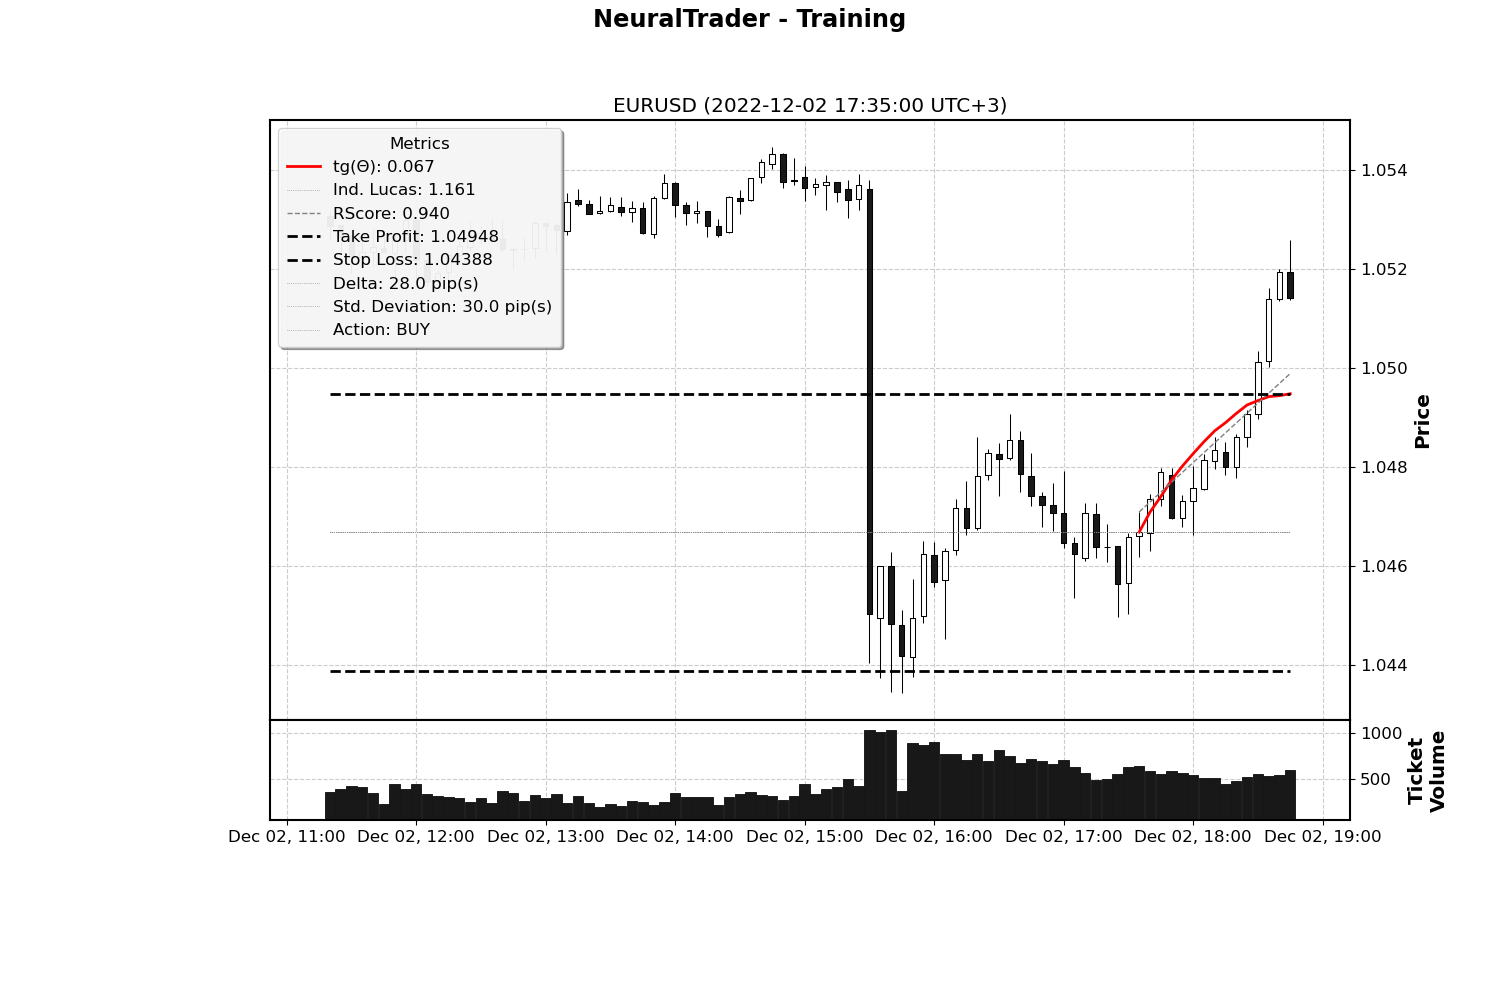 NeuralTrader - Training
EURUSD (2022-12-02 17:35:00 UTC+3)
Metrics
tg(Θ): 0.067
Ind. Lucas: 1.161
RScore: 0.940
Take Profit: 1.04948
Stop Loss: 1.04388
Delta: 28.0 pip(s)
Std. Deviation: 30.0 pip(s)
Action: BUY
1.054
1.052
1.050
1.048
1.046
1.044
Price
1000
500
Ticket
Volume
Dec 02, 11:00 Dec 02, 12:00 Dec 02, 13:00 Dec 02, 14:00 Dec 02, 15:00 Dec 02, 16:00 Dec 02, 17:00 Dec 02, 18:00 Dec 02, 19:00